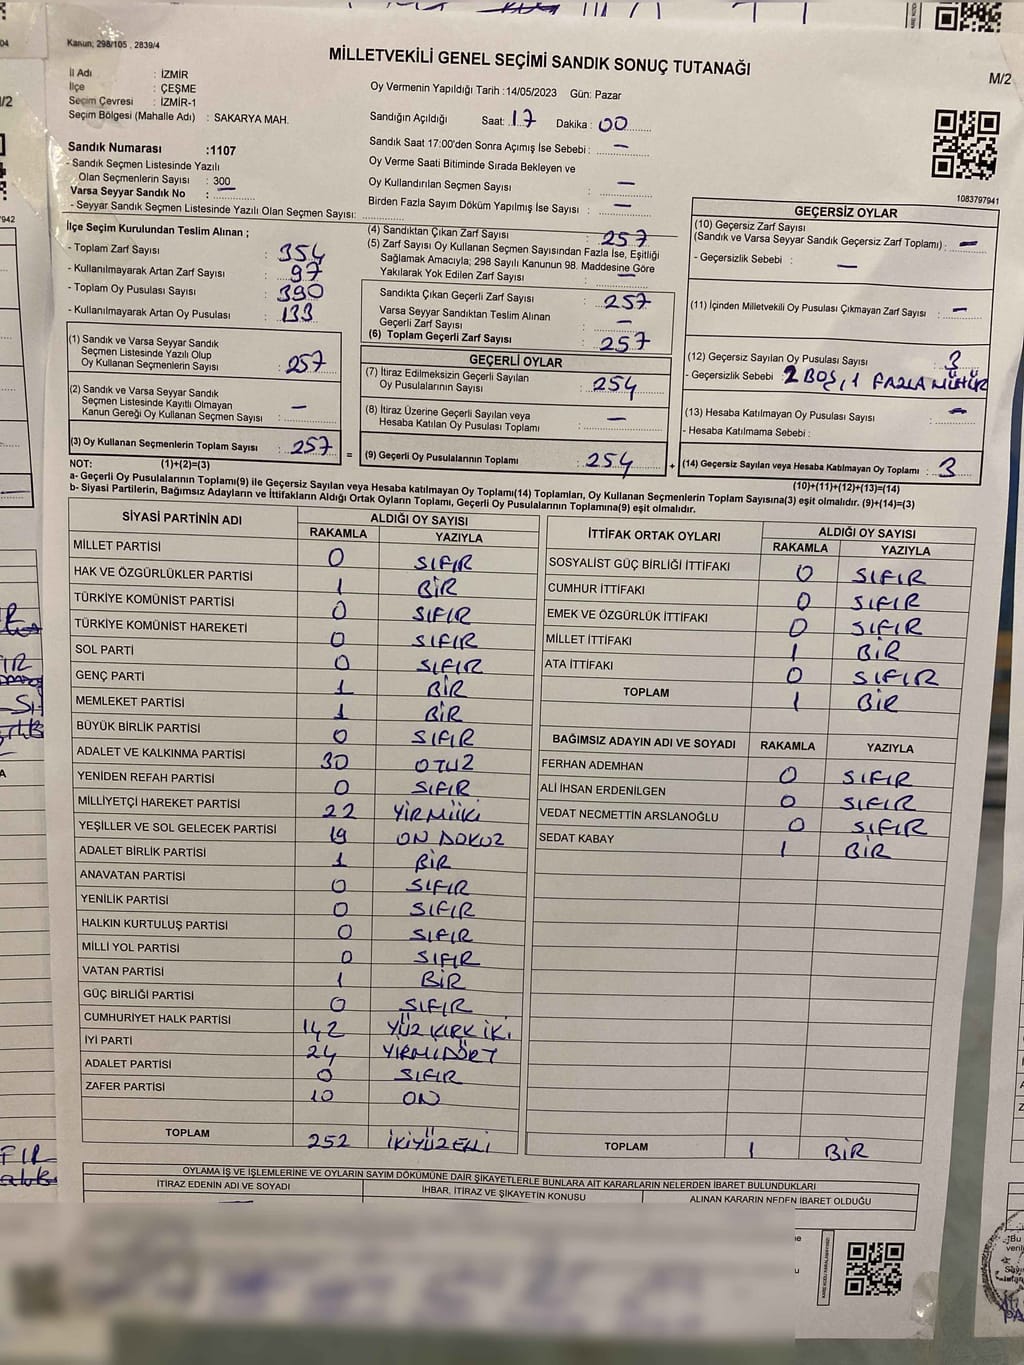 Kanun; 298/105 , 2839/4
MİLLETVEKİLİ GENEL SEÇİMİ SANDIK SONUÇ TUTANAĞI
M/2
İl Adı : İZMİR
İlçe : ÇEŞME
Seçim Çevresi : İZMİR-1
Seçim Bölgesi (Mahalle Adı) : SAKARYA MAH.
Oy Vermenin Yapıldığı Tarih :14/05/2023 Gün: Pazar
Sandığın Açıldığı Saat: 17 Dakika : 00
Sandık Saat 17:00'den Sonra Açımış İse Sebebi : —
Oy Verme Saati Bitiminde Sırada Bekleyen ve
Oy Kullandırılan Seçmen Sayısı —
Birden Fazla Sayım Döküm Yapılmış İse Sayısı —
Sandık Numarası :1107
- Sandık Seçmen Listesinde Yazılı
Olan Seçmenlerin Sayısı : 300
Varsa Seyyar Sandık No : —
- Seyyar Sandık Seçmen Listesinde Yazılı Olan Seçmen Sayısı:
1083797941
İlçe Seçim Kurulundan Teslim Alınan ;
- Toplam Zarf Sayısı : 354
- Kullanılmayarak Artan Zarf Sayısı : 97
- Toplam Oy Pusulası Sayısı : 390
- Kullanılmayarak Artan Oy Pusulası : 133
(1) Sandık ve Varsa Seyyar Sandık
Seçmen Listesinde Yazılı Olup
Oy Kullanan Seçmenlerin Sayısı : 257
(2) Sandık ve Varsa Seyyar Sandık
Seçmen Listesinde Kayıtlı Olmayan
Kanun Gereği Oy Kullanan Seçmen Sayısı : —
(3) Oy Kullanan Seçmenlerin Toplam Sayısı : 257
(1)+(2)=(3)
(4) Sandıktan Çıkan Zarf Sayısı : 257
(5) Zarf Sayısı Oy Kullanan Seçmen Sayısından Fazla İse, Eşitliği
Sağlamak Amacıyla; 298 Sayılı Kanunun 98. Maddesine Göre
Yakılarak Yok Edilen Zarf Sayısı : —
Sandıkta Çıkan Geçerli Zarf Sayısı : 257
Varsa Seyyar Sandıktan Teslim Alınan
Geçerli Zarf Sayısı : —
(6) Toplam Geçerli Zarf Sayısı : 257
GEÇERLİ OYLAR
(7) İtiraz Edilmeksizin Geçerli Sayılan
Oy Pusulalarının Sayısı : 254
(8) İtiraz Üzerine Geçerli Sayılan veya
Hesaba Katılan Oy Pusulaları Toplamı : —
= (9) Geçerli Oy Pusulalarının Toplamı : 254
GEÇERSİZ OYLAR
(10) Geçersiz Zarf Sayısı
(Sandık ve Varsa Seyyar Sandık Geçersiz Zarf Toplamı) : —
- Geçersizlik Sebebi : —
(11) İçinden Milletvekili Oy Pusulası Çıkmayan Zarf Sayısı : —
(12) Geçersiz Sayılan Oy Pusulası Sayısı : 3
- Geçersizlik Sebebi : 2 BOŞ, 1 FAZLA MÜHÜR
(13) Hesaba Katılmayan Oy Pusulası Sayısı : —
- Hesaba Katılmama Sebebi :
+ (14) Geçersiz Sayılan veya Hesaba Katılmayan Oy Toplamı : 3
(10)+(11)+(12)+(13)=(14)
NOT:
a- Geçerli Oy Pusulalarının Toplamı(9) ile Geçersiz Sayılan veya Hesaba katılmayan Oy Toplamı(14) Toplamları, Oy Kullanan Seçmenlerin Toplam Sayısına(3) eşit olmalıdır. (9)+(14)=(3)
b- Siyasi Partilerin, Bağımsız Adayların ve İttifakların Aldığı Ortak Oyların Toplamı, Geçerli Oy Pusulalarının Toplamına(9) eşit olmalıdır.
SİYASİ PARTİNİN ADI ALDIĞI OY SAYISI
RAKAMLA YAZIYLA
MİLLET PARTİSİ 0 SIFIR
HAK VE ÖZGÜRLÜKLER PARTİSİ 1 BİR
TÜRKİYE KOMÜNİST PARTİSİ 0 SIFIR
TÜRKİYE KOMÜNİST HAREKETİ 0 SIFIR
SOL PARTİ 0 SIFIR
GENÇ PARTİ 1 BİR
MEMLEKET PARTİSİ 1 BİR
BÜYÜK BİRLİK PARTİSİ 0 SIFIR
ADALET VE KALKINMA PARTİSİ 30 OTUZ
YENİDEN REFAH PARTİSİ 0 SIFIR
MİLLİYETÇİ HAREKET PARTİSİ 22 YİRMİİKİ
YEŞİLLER VE SOL GELECEK PARTİSİ 19 ON DOKUZ
ADALET BİRLİK PARTİSİ 1 BİR
ANAVATAN PARTİSİ 0 SIFIR
YENİLİK PARTİSİ 0 SIFIR
HALKIN KURTULUŞ PARTİSİ 0 SIFIR
MİLLİ YOL PARTİSİ 0 SIFIR
VATAN PARTİSİ 1 BİR
GÜÇ BİRLİĞİ PARTİSİ 0 SIFIR
CUMHURİYET HALK PARTİSİ 142 YÜZ KIRK İKİ
İYİ PARTİ 24 YİRMİDÖRT
ADALET PARTİSİ 0 SIFIR
ZAFER PARTİSİ 10 ON
TOPLAM 252
İTTİFAK ORTAK OYLARI ALDIĞI OY SAYISI
RAKAMLA YAZIYLA
SOSYALİST GÜÇ BİRLİĞİ İTTİFAKI 0 SIFIR
CUMHUR İTTİFAKI 0 SIFIR
EMEK VE ÖZGÜRLÜK İTTİFAKI 0 SIFIR
MİLLET İTTİFAKI 1 BİR
ATA İTTİFAKI 0 SIFIR
TOPLAM 1 BİR
BAĞIMSIZ ADAYIN ADI VE SOYADI RAKAMLA YAZIYLA
FERHAN ADEMHAN 0 SIFIR
ALİ İHSAN ERDENİLGEN 0 SIFIR
VEDAT NECMETTİN ARSLANOĞLU 0 SIFIR
SEDAT KABAY 1 BİR
TOPLAM 1 BİR
OYLAMA İŞ VE İŞLEMLERİNE VE OYLARIN SAYIM DÖKÜMÜNE DAİR ŞİKAYETLERLE BUNLARA AİT KARARLARIN NELERDEN İBARET BULUNDUKLARI
İTİRAZ EDENİN ADI VE SOYADI İHBAR, İTİRAZ VE ŞİKAYETİN KONUSU ALINAN KARARIN NEDEN İBARET OLDUĞU